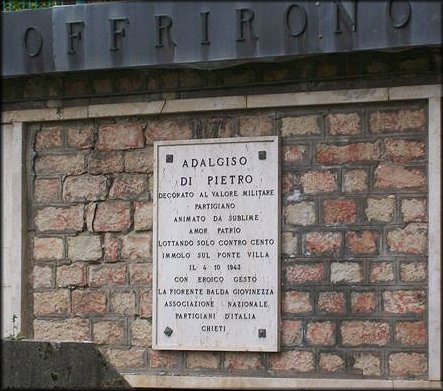 OFFRIRONO
ADALGISO
DI PIETRO
DECORATO AL VALORE MILITARE
PARTIGIANO
ANIMATO DA SUBLIME
AMOR PATRIO
LOTTANDO SOLO CONTRO CENTO
IMMOLÒ SUL PONTE VILLA
IL 4 10 1943
CON EROICO GESTO
LA FIORENTE BALDA GIOVINEZZA
ASSOCIAZIONE NAZIONALE
PARTIGIANI D'ITALIA
CHIETI